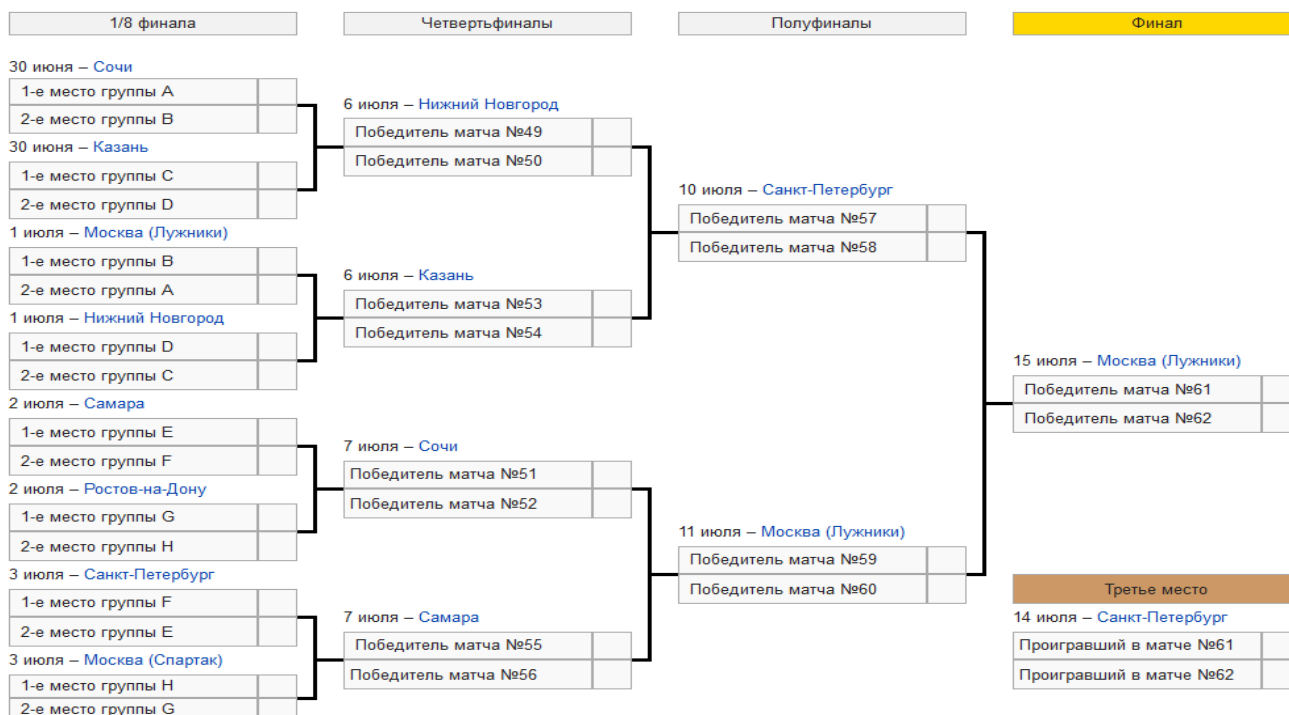 1/8 финала
Четвертьфиналы
Полуфиналы
Финал
30 июня – Сочи
1-е место группы A
2-е место группы B
30 июня – Казань
1-е место группы C
2-е место группы D
1 июля – Москва (Лужники)
1-е место группы B
2-е место группы A
1 июля – Нижний Новгород
1-е место группы D
2-е место группы C
2 июля – Самара
1-е место группы E
2-е место группы F
2 июля – Ростов-на-Дону
1-е место группы G
2-е место группы H
3 июля – Санкт-Петербург
1-е место группы F
2-е место группы E
3 июля – Москва (Спартак)
1-е место группы H
2-е место группы G
6 июля – Нижний Новгород
Победитель матча №49
Победитель матча №50
6 июля – Казань
Победитель матча №53
Победитель матча №54
7 июля – Сочи
Победитель матча №51
Победитель матча №52
7 июля – Самара
Победитель матча №55
Победитель матча №56
10 июля – Санкт-Петербург
Победитель матча №57
Победитель матча №58
11 июля – Москва (Лужники)
Победитель матча №59
Победитель матча №60
15 июля – Москва (Лужники)
Победитель матча №61
Победитель матча №62
Третье место
14 июля – Санкт-Петербург
Проигравший в матче №61
Проигравший в матче №62